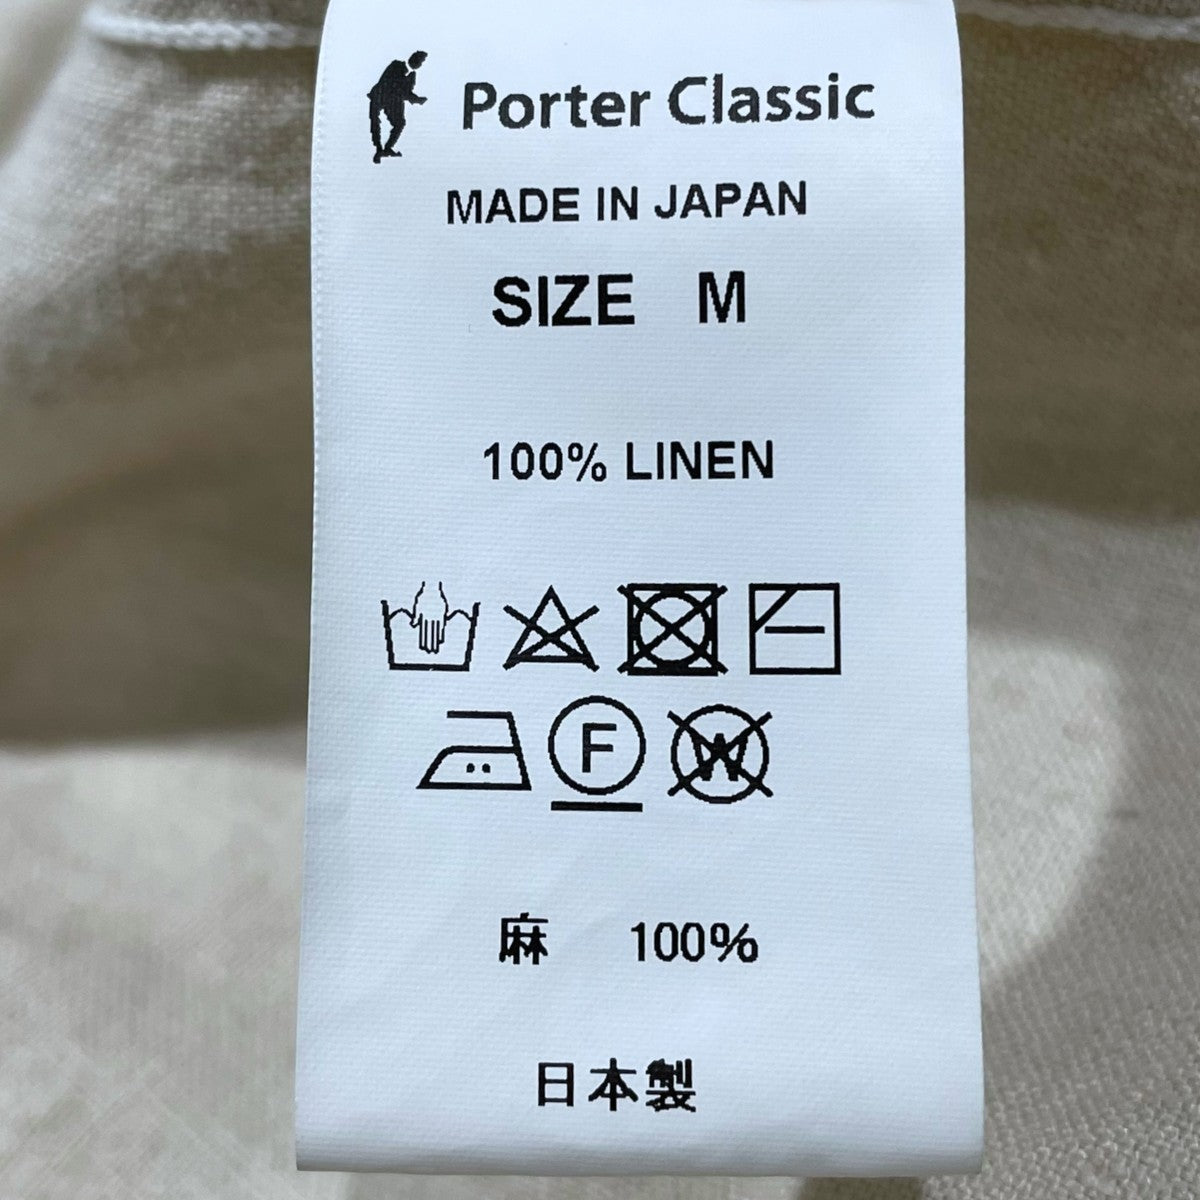 Porter Classic
MADE IN JAPAN
SIZE M
100% LINEN
F
W
麻 100%
日本製